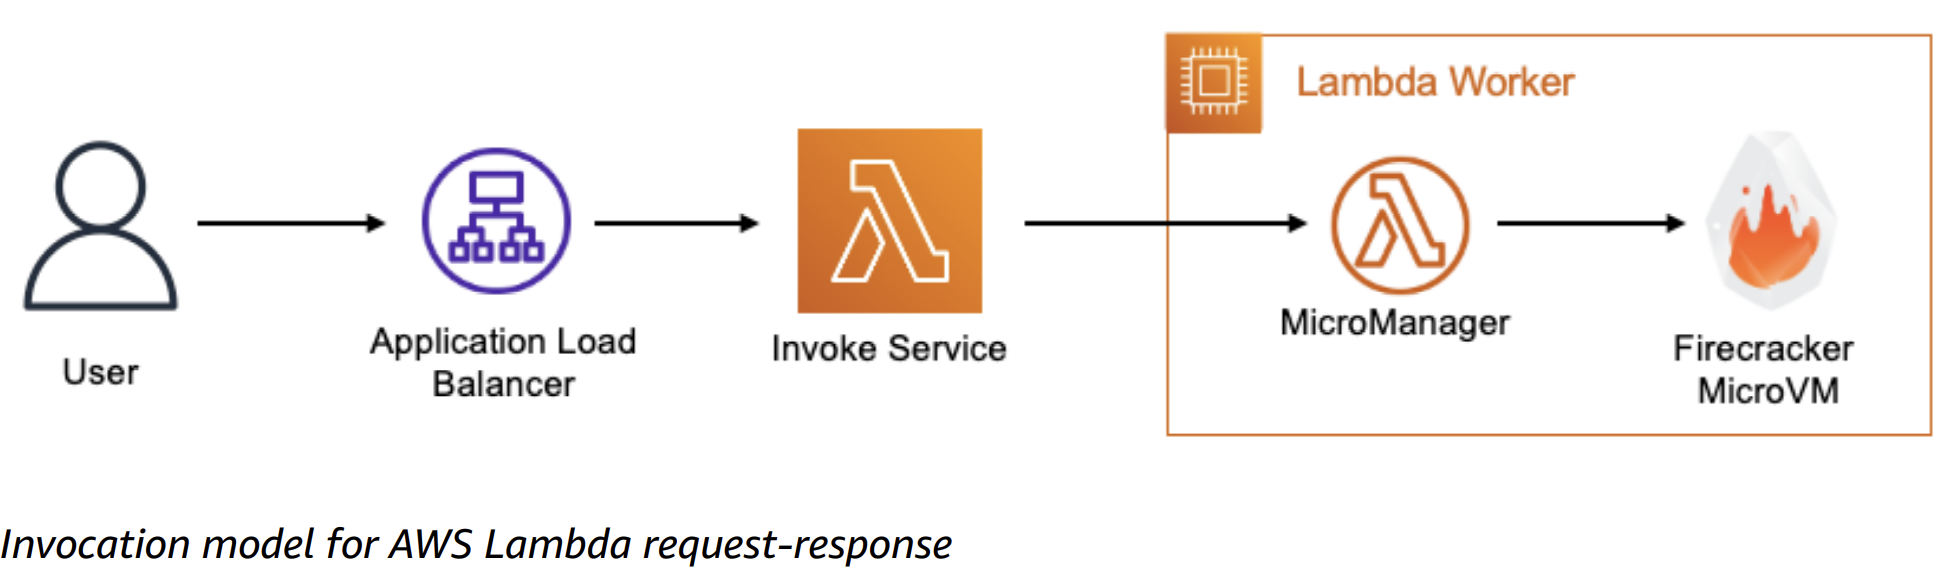 Lambda Worker
User
Application Load
Balancer
Invoke Service
MicroManager
Firecracker
MicroVM
Invocation model for AWS Lambda request-response